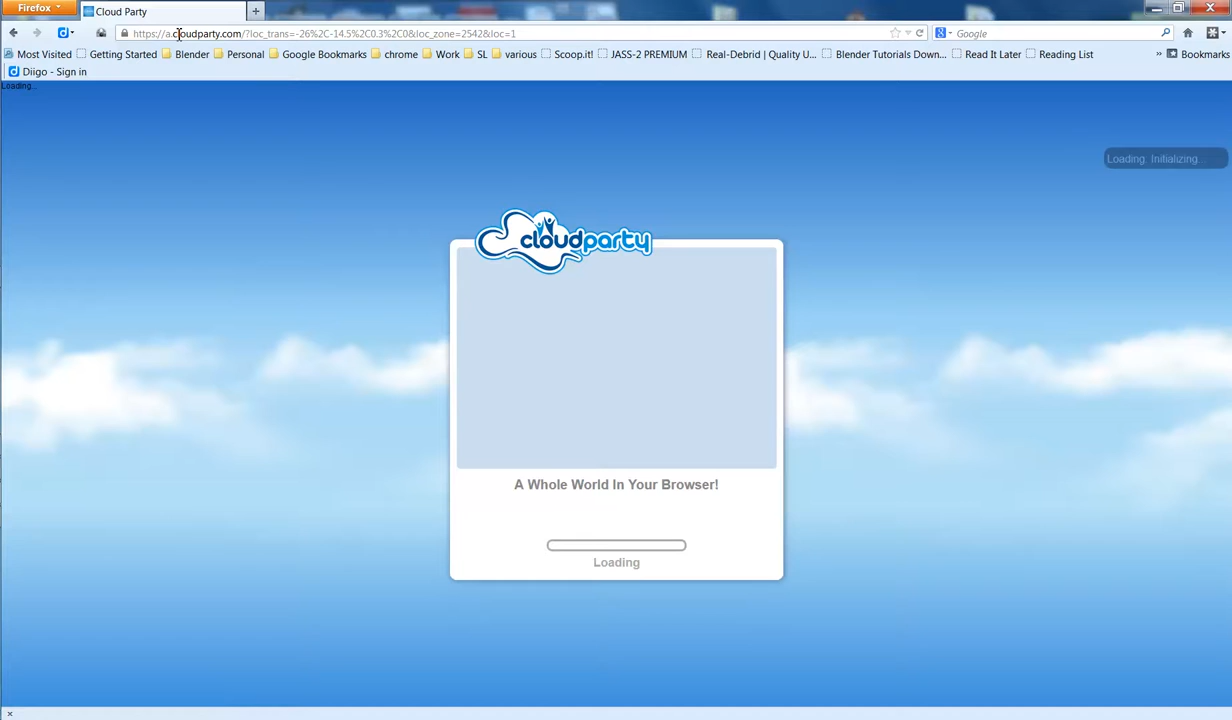 Firefox
Cloud Party
https://a.cloudparty.com/?loc_trans=-26%2C-14.5%2C0.3%2C0&loc_zone=2542&loc=1
Google
Most Visited Getting Started Blender Personal Google Bookmarks chrome Work SL various Scoop.it! JASS-2 PREMIUM Real-Debrid | Quality U... Blender Tutorials Down... Read It Later Reading List » Bookmarks
Diigo - Sign in
Loading...
Loading. Initializing...
cloudparty
A Whole World In Your Browser!
Loading